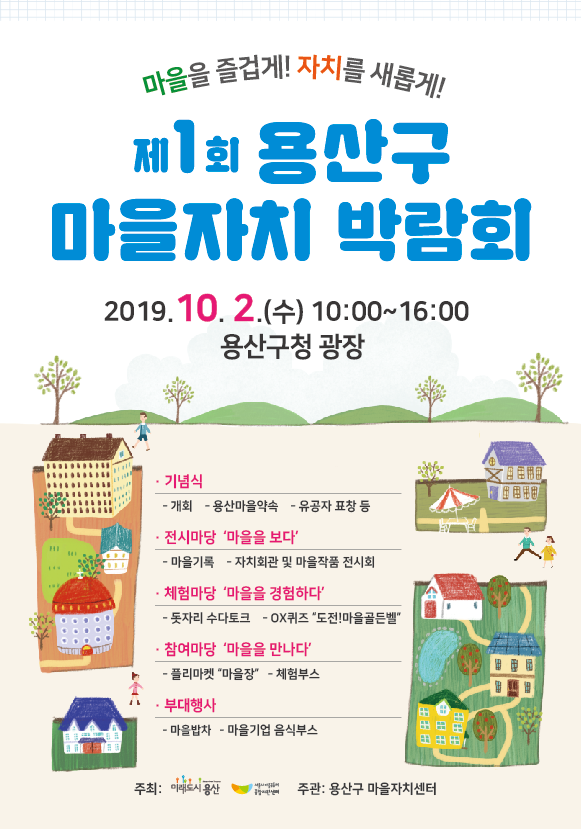 마을을 즐겁게! 자치를 새롭게!
제1회 용산구
마을자치 박람회
2019.10. 2.(수) 10:00~16:00
용산구청 광장
· 기념식
- 개회 - 용산마을약속 - 유공자 표창 등
· 전시마당 ‘마을을 보다’
- 마을기록 - 자치회관 및 마을작품 전시회
· 체험마당 ‘마을을 경험하다’
- 돗자리 수다토크 - OX퀴즈 “도전!마을골든벨”
· 참여마당 ‘마을을 만나다’
- 플리마켓 “마을장” - 체험부스
· 부대행사
- 마을밥차 - 마을기업 음식부스
주최: 미래도시 용산 주관: 용산구 마을자치센터